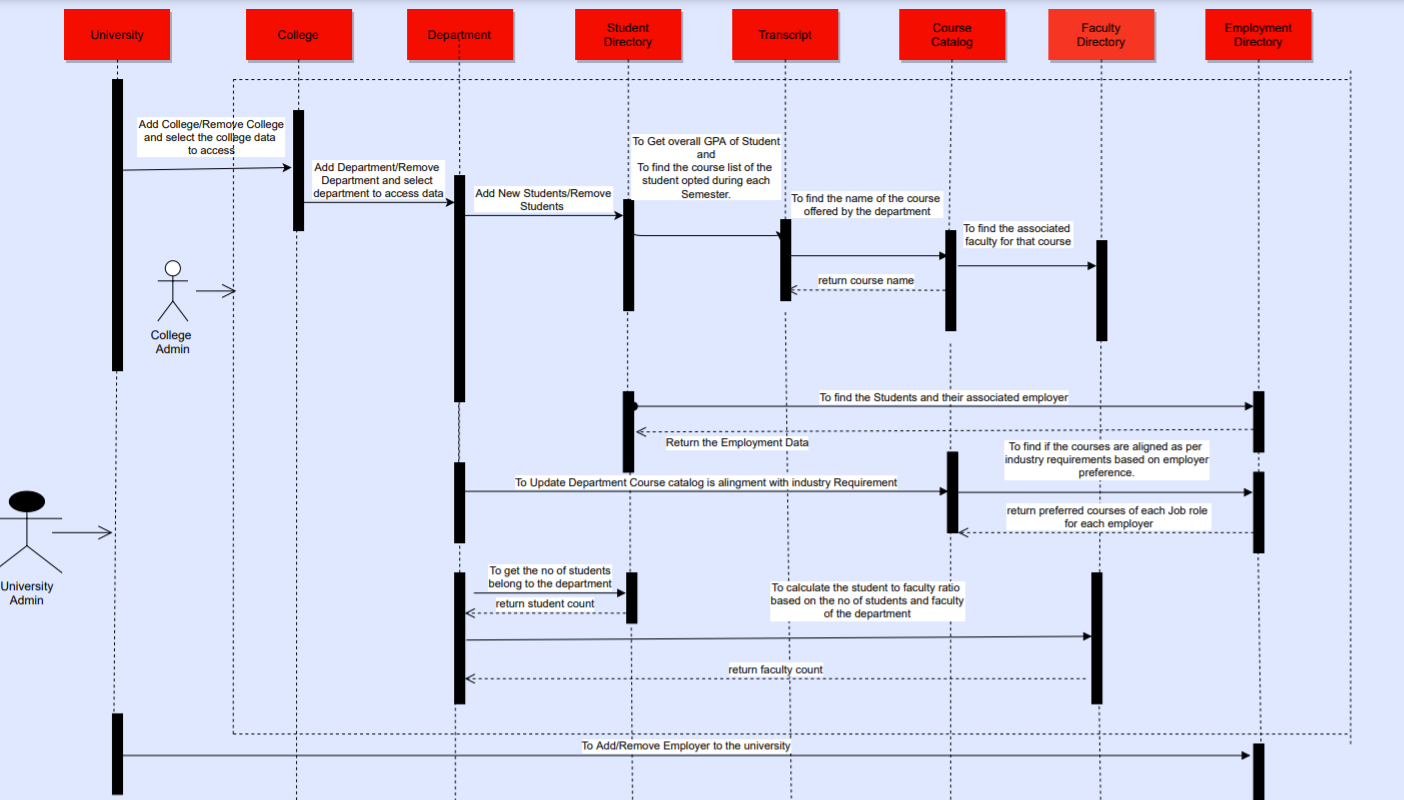 University
College
Department
Student
Directory
Transcript
Course
Catalog
Faculty
Directory
Employment
Directory
Add College/Remove College
and select the college data
to access
Add Department/Remove
Department and select
department to access data
Add New Students/Remove
Students
To Get overall GPA of Student
and
To find the course list of the
student opted during each
Semester.
To find the name of the course
offered by the department
To find the associated
faculty for that course
return course name
College
Admin
To find the Students and their associated employer
Return the Employment Data
To find if the courses are aligned as per
industry requirements based on employer
preference.
To Update Department Course catalog is alingment with industry Requirement
return preferred courses of each Job role
for each employer
University
Admin
To get the no of students
belong to the department
return student count
To calculate the student to faculty ratio
based on the no of students and faculty
of the department
return faculty count
To Add/Remove Employer to the university